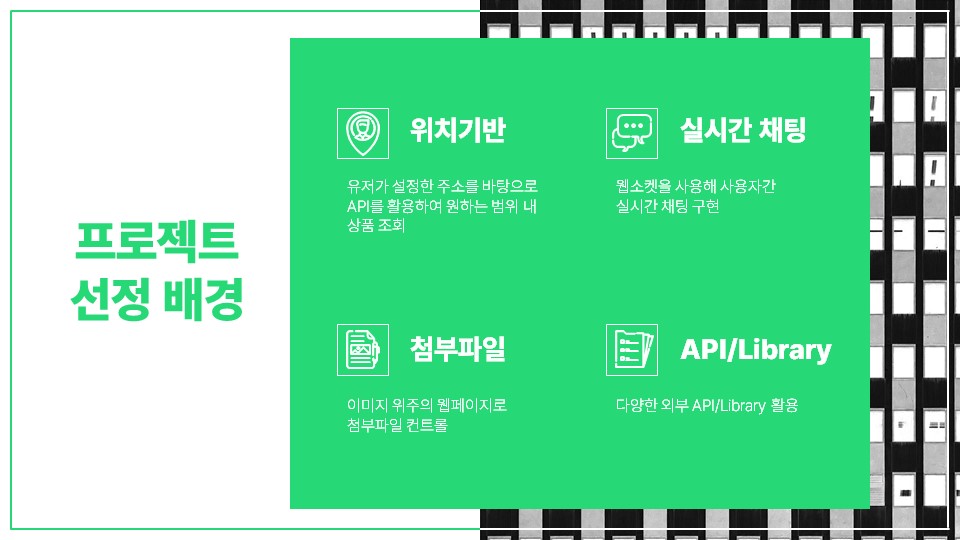 프로젝트
선정 배경
위치기반
유저가 설정한 주소를 바탕으로
API를 활용하여 원하는 범위 내
상품 조회
실시간 채팅
웹소켓을 사용해 사용자간
실시간 채팅 구현
첨부파일
이미지 위주의 웹페이지로
첨부파일 컨트롤
API/Library
다양한 외부 API/Library 활용